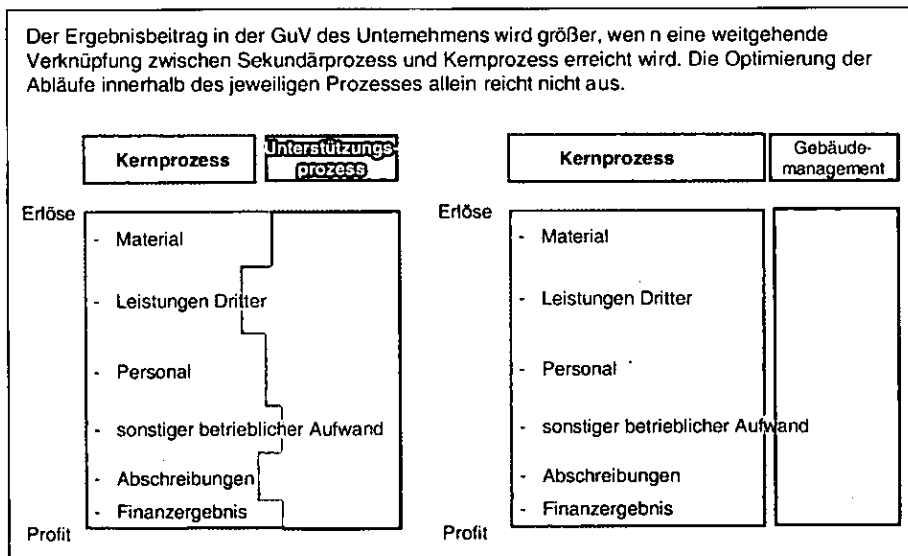 Der Ergebnisbeitrag in der GuV des Unternehmens wird größer, wen n eine weitgehende
Verknüpfung zwischen Sekundärprozess und Kernprozess erreicht wird. Die Optimierung der
Abläufe innerhalb des jeweiligen Prozesses allein reicht nicht aus.
Kernprozess
Unterstützungs-
prozess
Erlöse
- Material
- Leistungen Dritter
- Personal
- sonstiger betrieblicher Aufwand
- Abschreibungen
- Finanzergebnis
Profit
Kernprozess
Gebäude-
management
Erlöse
- Material
- Leistungen Dritter
- Personal
- sonstiger betrieblicher Aufwand
- Abschreibungen
- Finanzergebnis
Profit